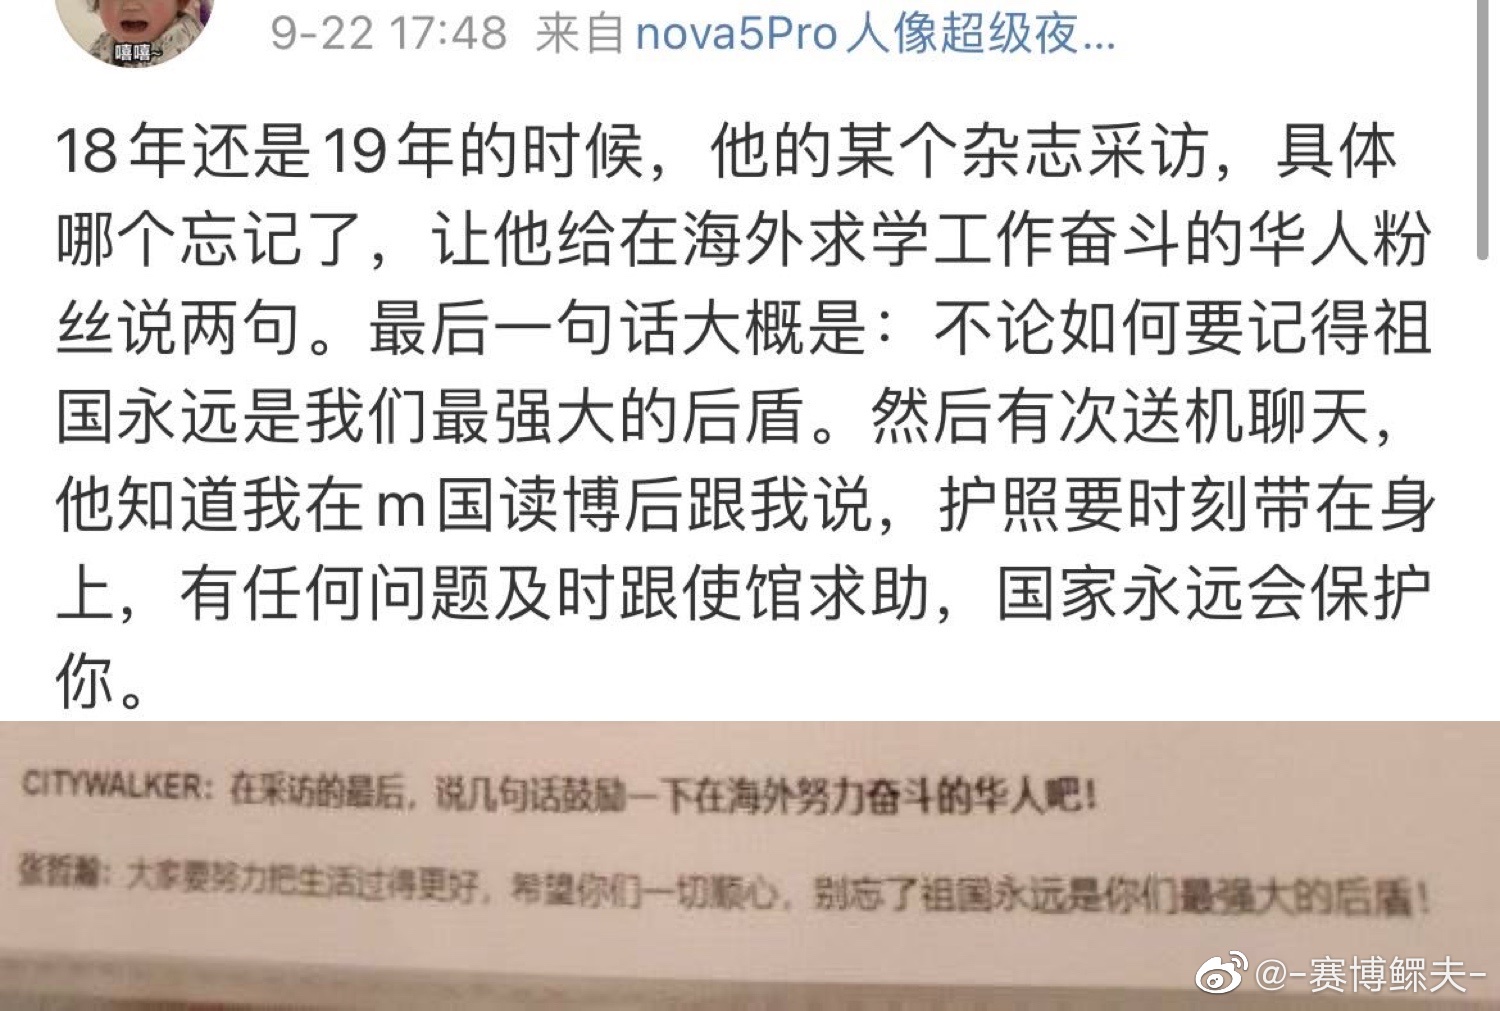 嘻嘻~
9-22 17:48 来自 nova5Pro人像超级夜...
18年还是19年的时候，他的某个杂志采访，具体
哪个忘记了，让他给在海外求学工作奋斗的华人粉
丝说两句。最后一句话大概是：不论如何要记得祖
国永远是我们最强大的后盾。然后有次送机聊天，
他知道我在m国读博后跟我说，护照要时刻带在身
上，有任何问题及时跟使馆求助，国家永远会保护
你。
CITYWALKER：在采访的最后，说几句话鼓励一下在海外努力奋斗的华人吧！
张哲瀚：大家要努力把生活过得更好，希望你们一切顺心，别忘了祖国永远是你们最强大的后盾！
@-赛博鳏夫-